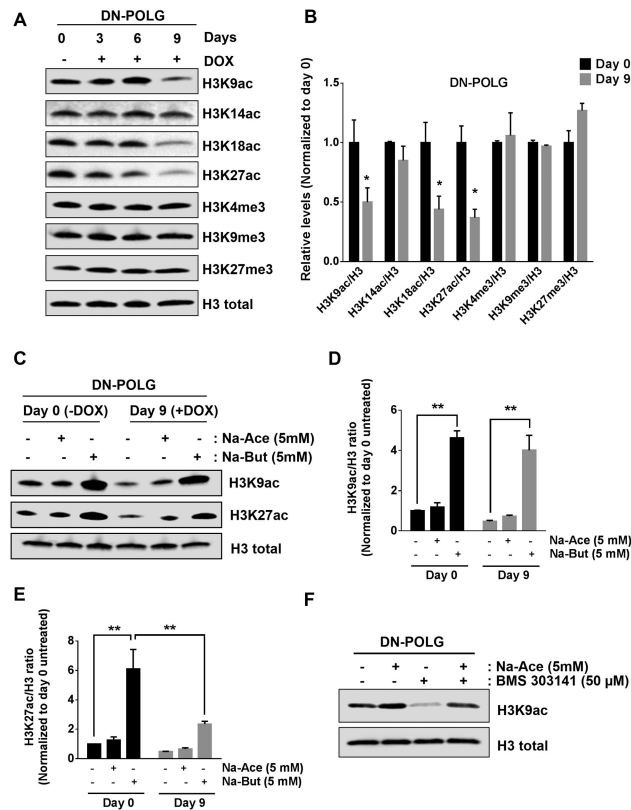 A
DN-POLG
0 3 6 9 Days
- + + + DOX
H3K9ac
H3K14ac
H3K18ac
H3K27ac
H3K4me3
H3K9me3
H3K27me3
H3 total
B
Day 0
Day 9
DN-POLG
Relative levels (Normalized to day 0)
1.5
1.0
0.5
0.0
* * *
H3K9ac/H3
H3K14ac/H3
H3K18ac/H3
H3K27ac/H3
H3K4me3/H3
H3K9me3/H3
H3K27me3/H3
C
DN-POLG
Day 0 (-DOX) Day 9 (+DOX)
- + - - + - : Na-Ace (5mM)
- - + - - + : Na-But (5mM)
H3K9ac
H3K27ac
H3 total
D
H3K9ac/H3 ratio
(Normalized to day 0 untreated)
6
4
2
0
** **
- + - - + - Na-Ace (5 mM)
- - + - - + Na-But (5 mM)
Day 0 Day 9
E
H3K27ac/H3 ratio
(Normalized to day 0 untreated)
8
6
4
2
0
** **
- + - - + - Na-Ace (5 mM)
- - + - - + Na-But (5 mM)
Day 0 Day 9
F
DN-POLG
- + - + : Na-Ace (5mM)
- - + + : BMS 303141 (50 µM)
H3K9ac
H3 total